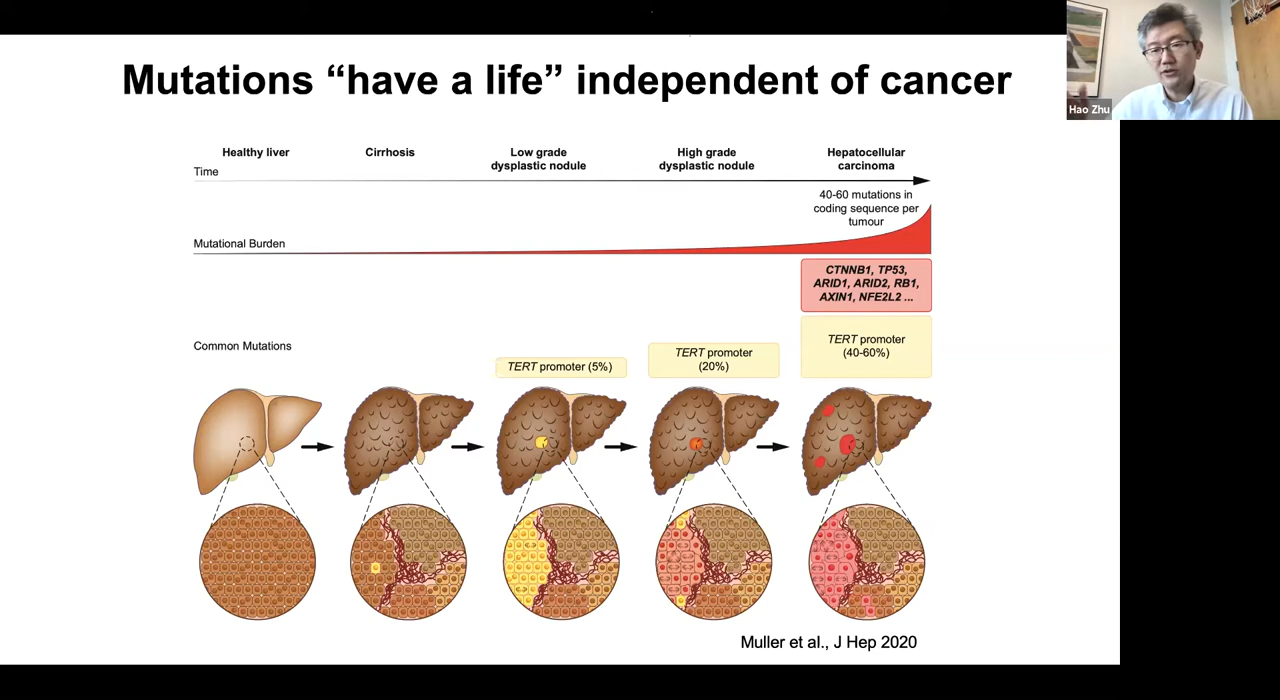 Mutations “have a life” independent of cancer
Hao Zhu
Healthy liver
Cirrhosis
Low grade
dysplastic nodule
High grade
dysplastic nodule
Hepatocellular
carcinoma
Time
40-60 mutations in
coding sequence per
tumour
Mutational Burden
CTNNB1, TP53,
ARID1, ARID2, RB1,
AXIN1, NFE2L2 ...
Common Mutations
TERT promoter (5%)
TERT promoter
(20%)
TERT promoter
(40-60%)
Muller et al., J Hep 2020